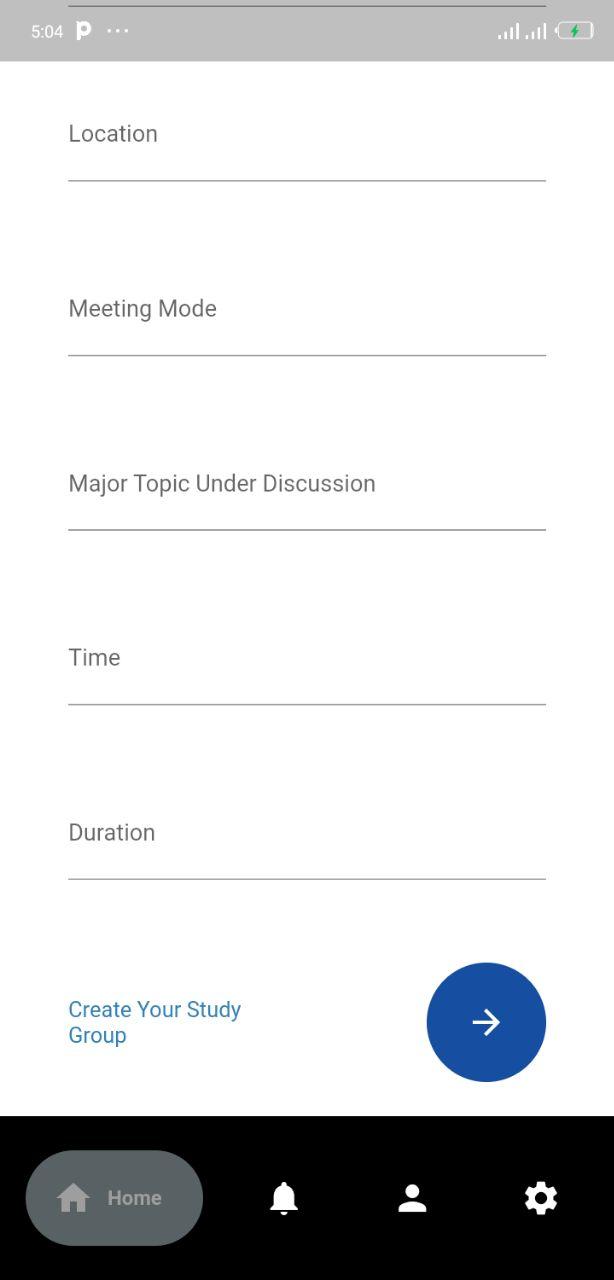 5:04
Location
Meeting Mode
Major Topic Under Discussion
Time
Duration
Create Your Study
Group
Home